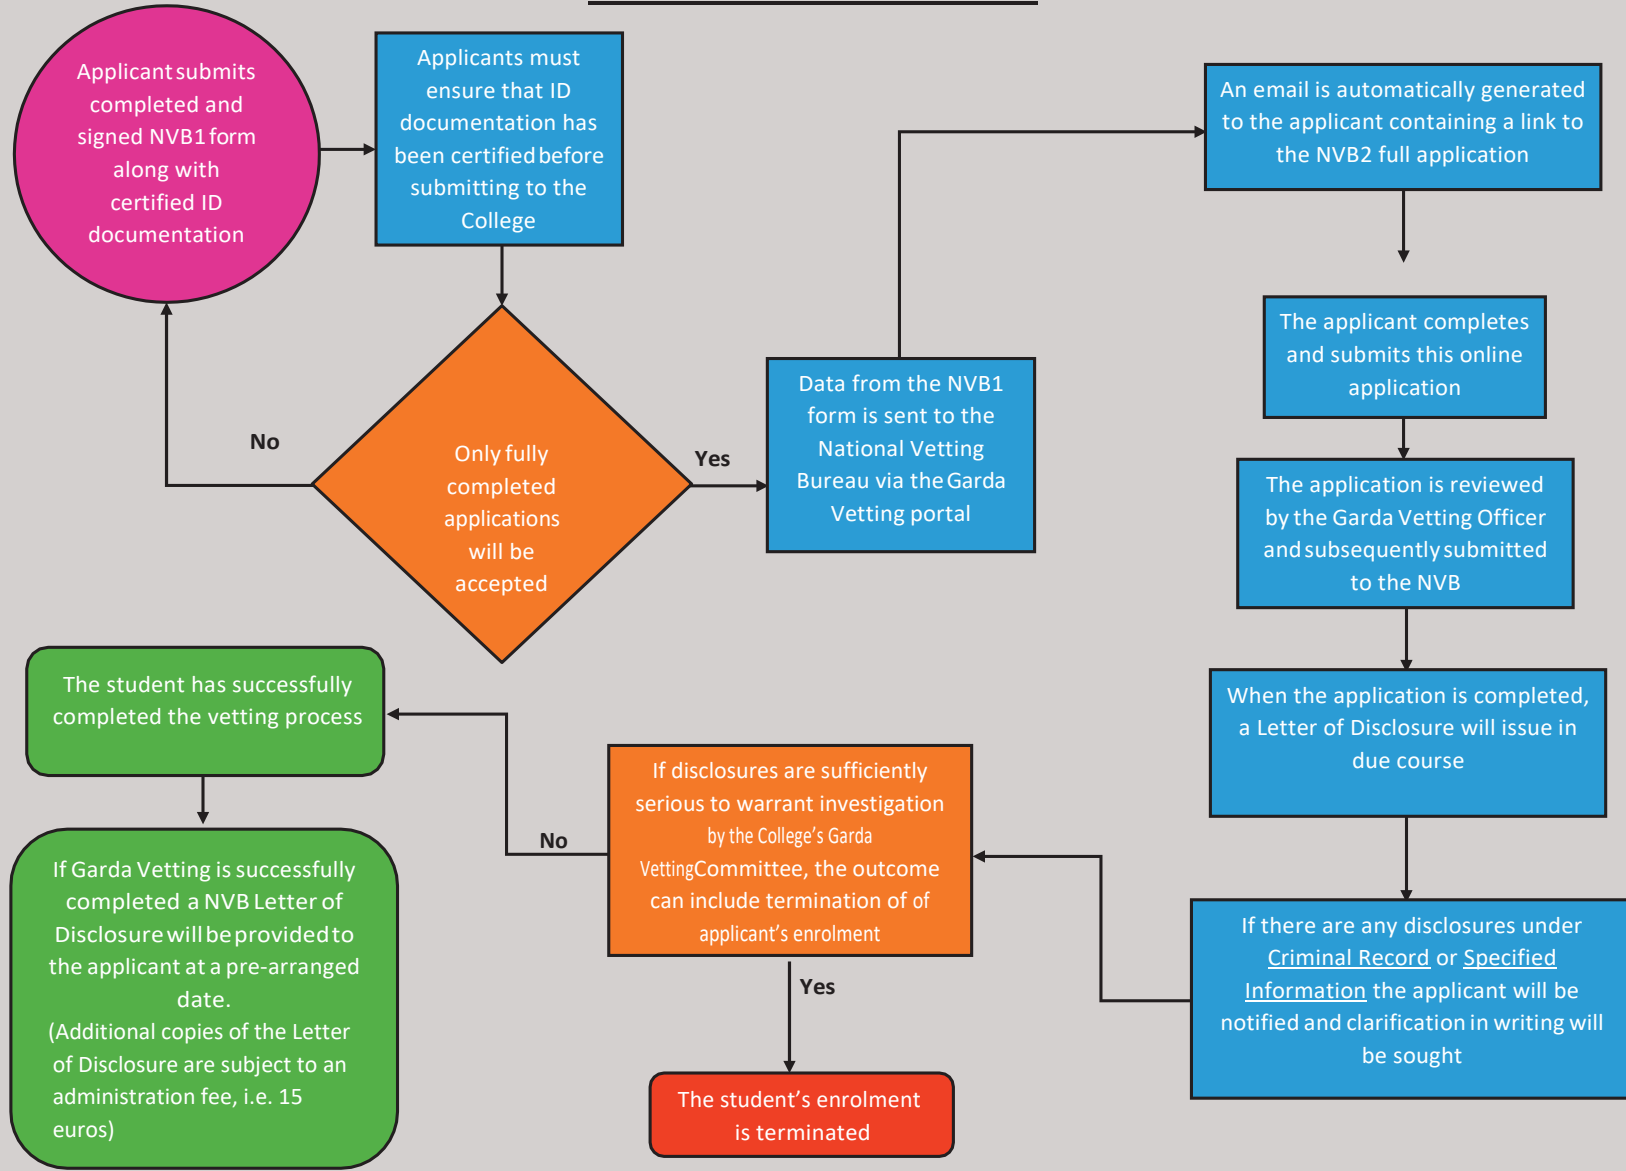 Applicant submits
completed and
signed NVB1 form
along with
certified ID
documentation
Applicants must
ensure that ID
documentation has
been certified before
submitting to the
College
An email is automatically generated
to the applicant containing a link to
the NVB2 full application
The applicant completes
and submits this online
application
Data from the NVB1
form is sent to the
National Vetting
Bureau via the Garda
Vetting portal
No
Only fully
completed
applications
will be
accepted
Yes
The application is reviewed
by the Garda Vetting Officer
and subsequently submitted
to the NVB
When the application is completed,
a Letter of Disclosure will issue in
due course
The student has successfully
completed the vetting process
If disclosures are sufficiently
serious to warrant investigation
by the College's Garda
VettingCommittee, the outcome
can include termination of of
applicant's enrolment
No
If Garda Vetting is successfully
completed a NVB Letter of
Disclosure will be provided to
the applicant at a pre-arranged
date.
(Additional copies of the Letter
of Disclosure are subject to an
administration fee, i.e. 15
euros)
If there are any disclosures under
Criminal Record or Specified
Information the applicant will be
notified and clarification in writing will
be sought
Yes
The student's enrolment
is terminated